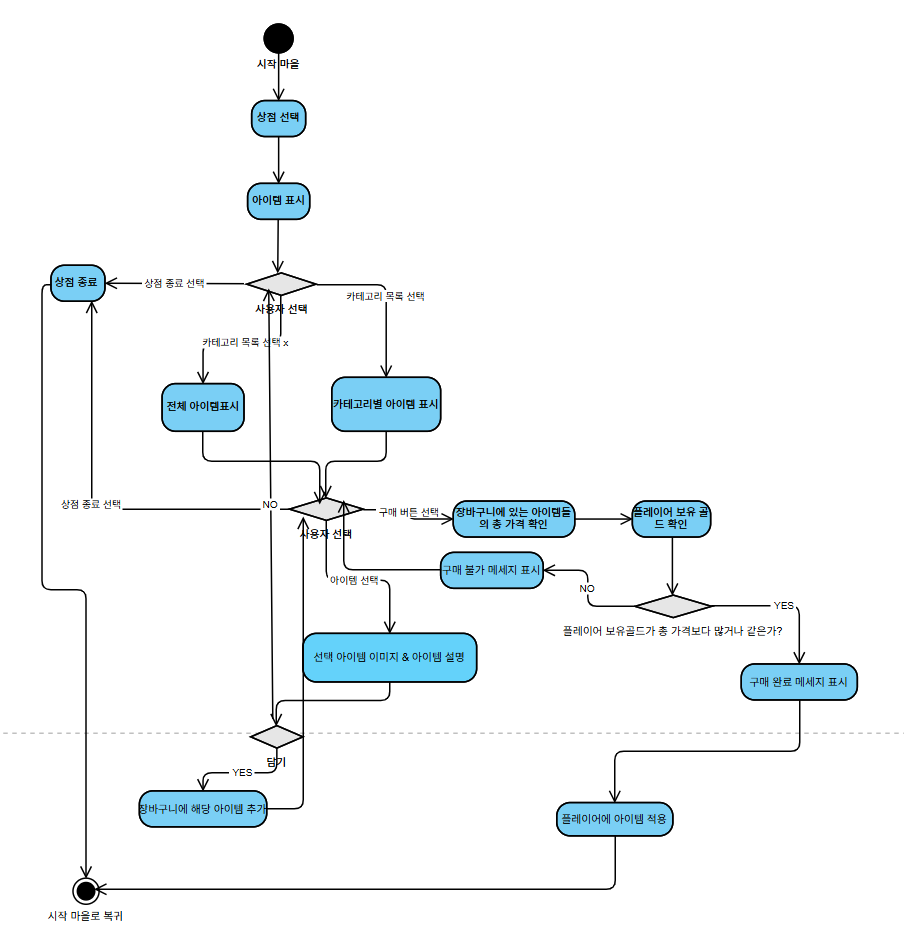 시작 마을
상점 선택
아이템 표시
상점 종료
상점 종료 선택
사용자 선택
카테고리 목록 선택
카테고리 목록 선택 x
전체 아이템표시
카테고리별 아이템 표시
상점 종료 선택
NO
사용자 선택
구매 버튼 선택
장바구니에 있는 아이템들
의 총 가격 확인
플레이어 보유 골
드 확인
구매 불가 메세지 표시
아이템 선택
NO
YES
플레이어 보유골드가 총 가격보다 많거나 같은가?
선택 아이템 이미지 & 아이템 설명
구매 완료 메세지 표시
담기
YES
장바구니에 해당 아이템 추가
플레이어에 아이템 적용
시작 마을로 복귀